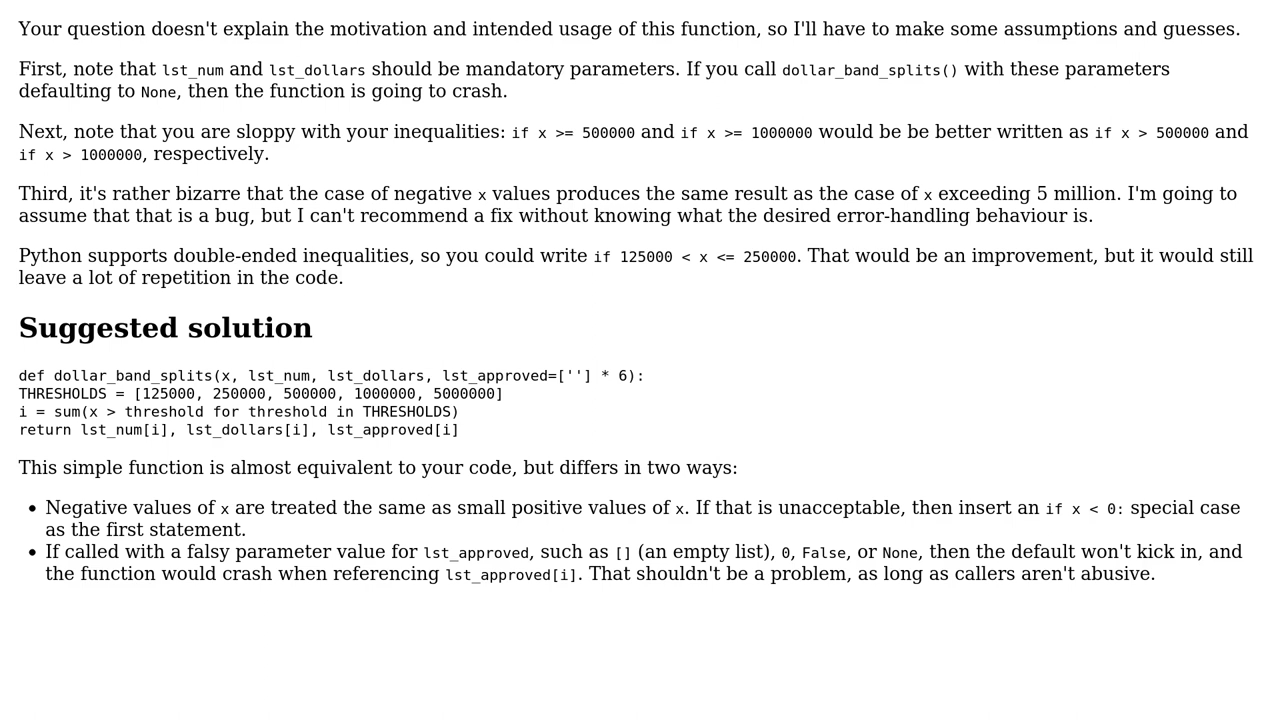 Your question doesn't explain the motivation and intended usage of this function, so I'll have to make some assumptions and guesses.
First, note that lst_num and lst_dollars should be mandatory parameters. If you call dollar_band_splits() with these parameters
defaulting to None, then the function is going to crash.
Next, note that you are sloppy with your inequalities: if x >= 500000 and if x >= 1000000 would be be better written as if x > 500000 and
if x > 1000000, respectively.
Third, it's rather bizarre that the case of negative x values produces the same result as the case of x exceeding 5 million. I'm going to
assume that that is a bug, but I can't recommend a fix without knowing what the desired error-handling behaviour is.
Python supports double-ended inequalities, so you could write if 125000 < x <= 250000. That would be an improvement, but it would still
leave a lot of repetition in the code.
Suggested solution
def dollar_band_splits(x, lst_num, lst_dollars, lst_approved=[''] * 6):
THRESHOLDS = [125000, 250000, 500000, 1000000, 5000000]
i = sum(x > threshold for threshold in THRESHOLDS)
return lst_num[i], lst_dollars[i], lst_approved[i]
This simple function is almost equivalent to your code, but differs in two ways:
• Negative values of x are treated the same as small positive values of x. If that is unacceptable, then insert an if x < 0: special case
as the first statement.
• If called with a falsy parameter value for lst_approved, such as [] (an empty list), 0, False, or None, then the default won't kick in, and
the function would crash when referencing lst_approved[i]. That shouldn't be a problem, as long as callers aren't abusive.